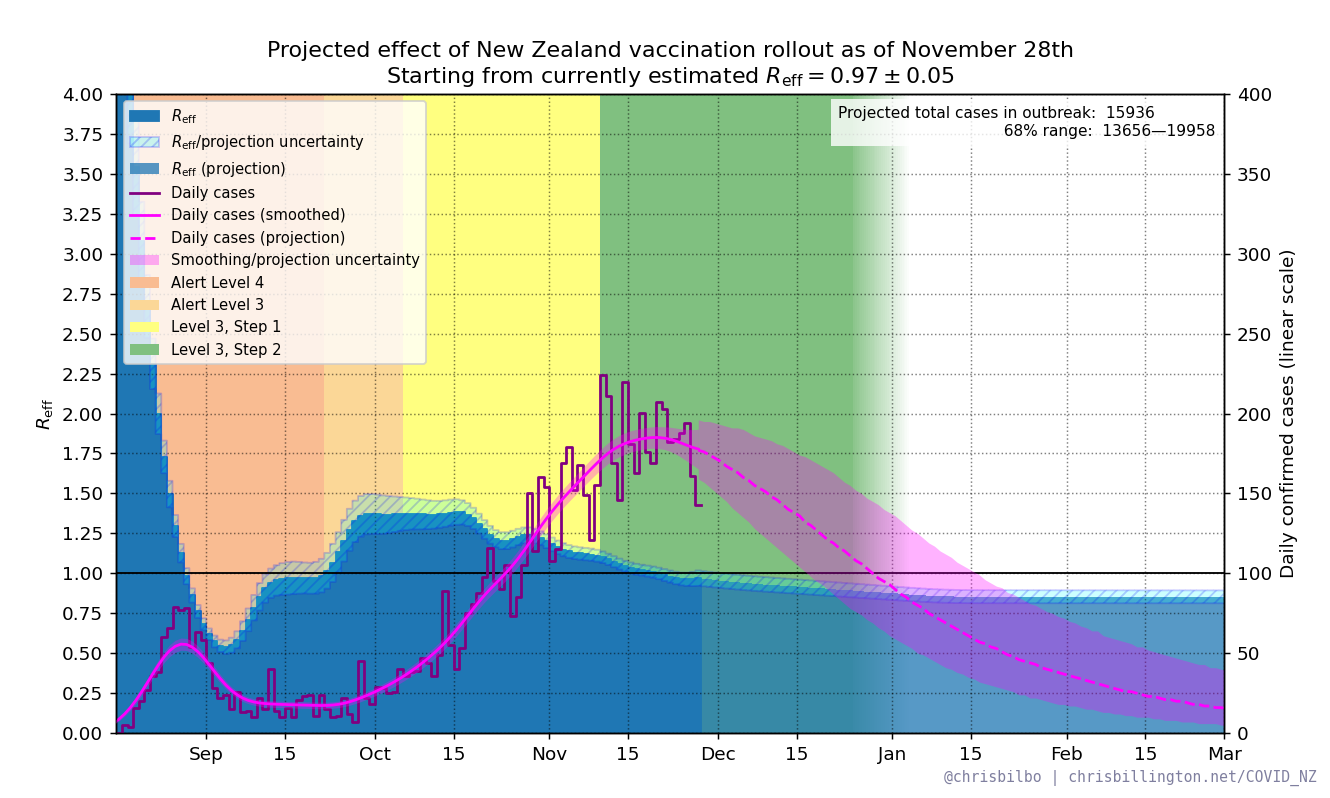 Projected effect of New Zealand vaccination rollout as of November 28th
Starting from currently estimated Reff = 0.97 ± 0.05
Reff
Reff/projection uncertainty
Reff (projection)
Daily cases
Daily cases (smoothed)
Daily cases (projection)
Smoothing/projection uncertainty
Alert Level 4
Alert Level 3
Level 3, Step 1
Level 3, Step 2
Projected total cases in outbreak: 15936
68% range: 13656—19958
4.00
3.75
3.50
3.25
3.00
2.75
2.50
2.25
2.00
1.75
1.50
1.25
1.00
0.75
0.50
0.25
0.00
Reff
400
350
300
250
200
150
100
50
0
Daily confirmed cases (linear scale)
Sep 15 Oct 15 Nov 15 Dec 15 Jan 15 Feb 15 Mar
@chrisbilbo | chrisbillington.net/COVID_NZ